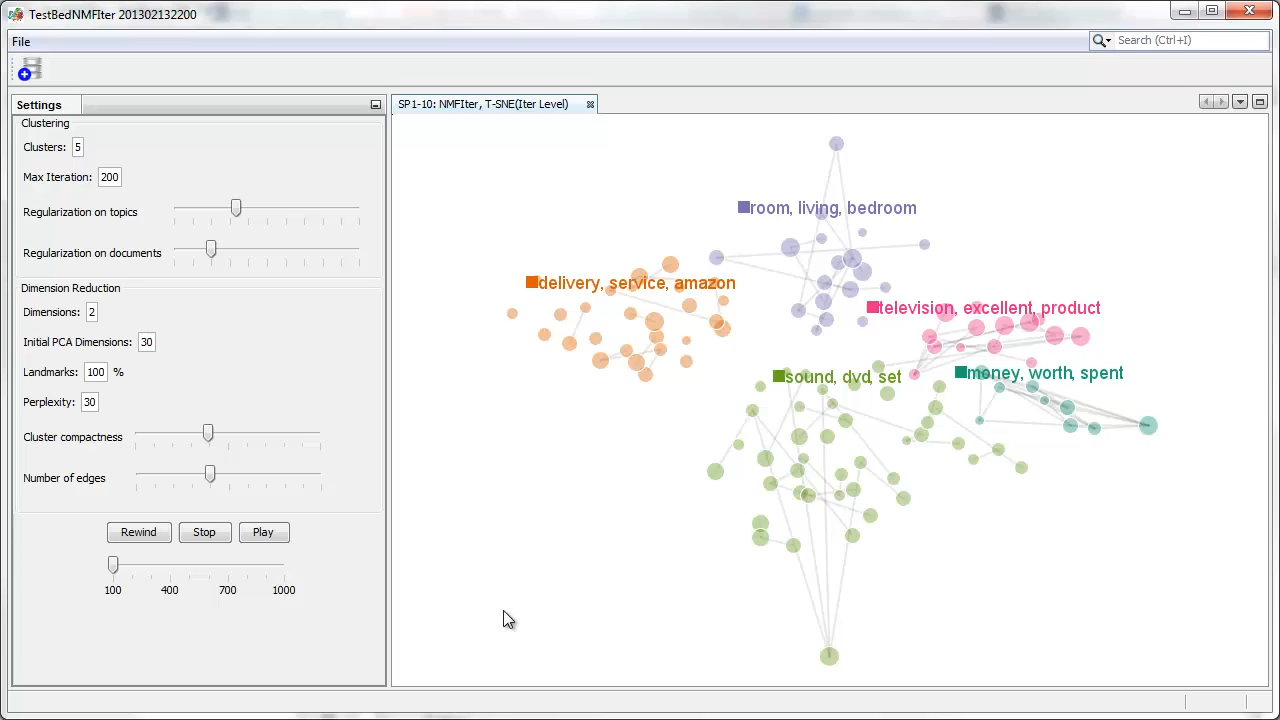 TestBedNMFIter 201302132200
File
Search (Ctrl+I)
Settings
SP1-10: NMFIter, T-SNE(Iter Level)
Clustering
Clusters: 5
Max Iteration: 200
Regularization on topics
Regularization on documents
Dimension Reduction
Dimensions: 2
Initial PCA Dimensions: 30
Landmarks: 100 %
Perplexity: 30
Cluster compactness
Number of edges
Rewind Stop Play
100 400 700 1000
room, living, bedroom
delivery, service, amazon
television, excellent, product
sound, dvd, set
money, worth, spent